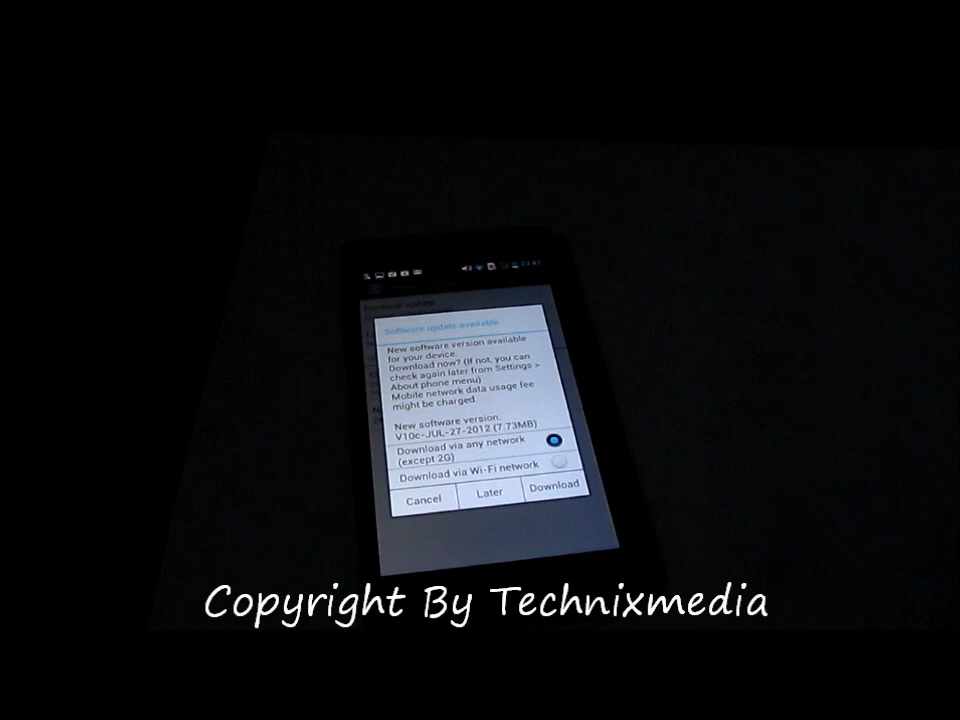 Continue update
Software update available
New software version available
for your device.
Download now? (If not, you can
check again later from Settings >
About phone menu)
Mobile network data usage fee
might be charged.
New software version:
V10c-JUL-27-2012 (7.73MB)
Download via any network
(except 2G)
Download via Wi-Fi network
Cancel Later Download
Copyright By Technixmedia